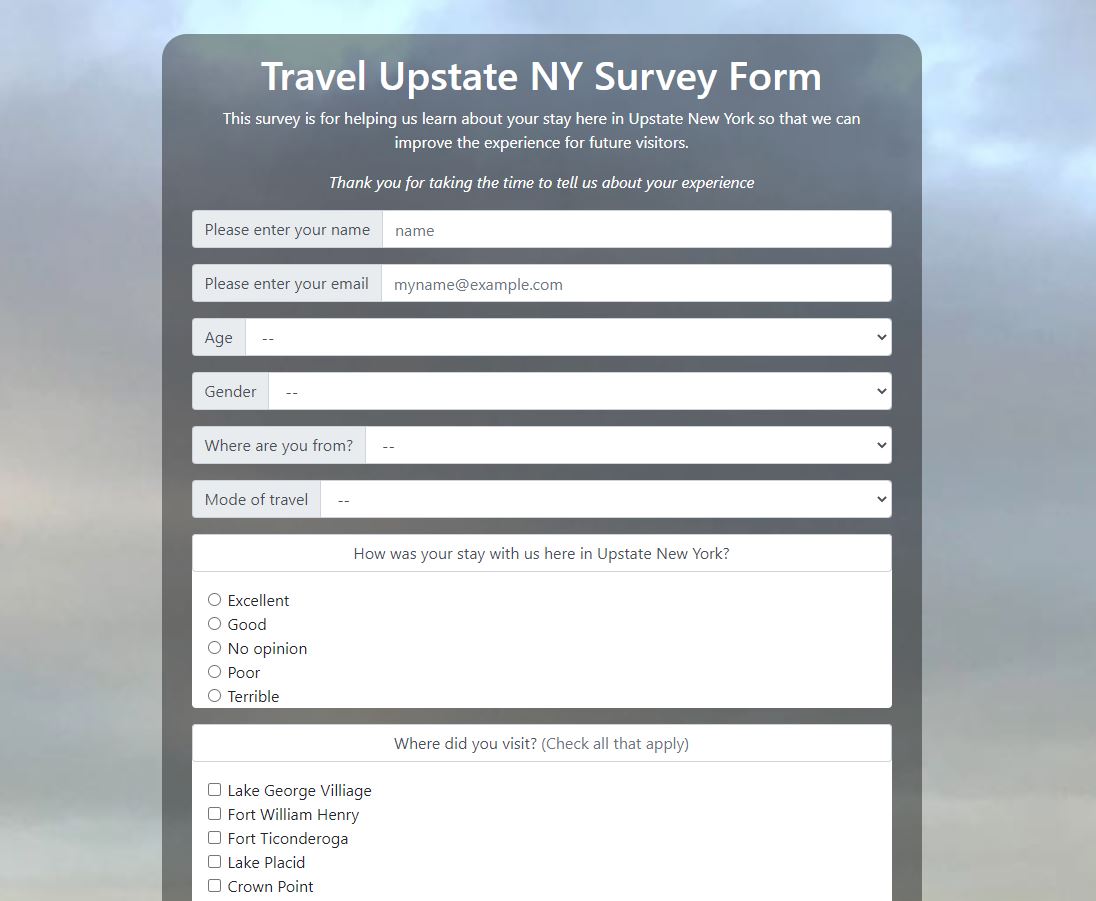 Travel Upstate NY Survey Form
This survey is for helping us learn about your stay here in Upstate New York so that we can
improve the experience for future visitors.
Thank you for taking the time to tell us about your experience
Please enter your name name
Please enter your email myname@example.com
Age --
Gender --
Where are you from? --
Mode of travel --
How was your stay with us here in Upstate New York?
Excellent
Good
No opinion
Poor
Terrible
Where did you visit? (Check all that apply)
Lake George Villiage
Fort William Henry
Fort Ticonderoga
Lake Placid
Crown Point